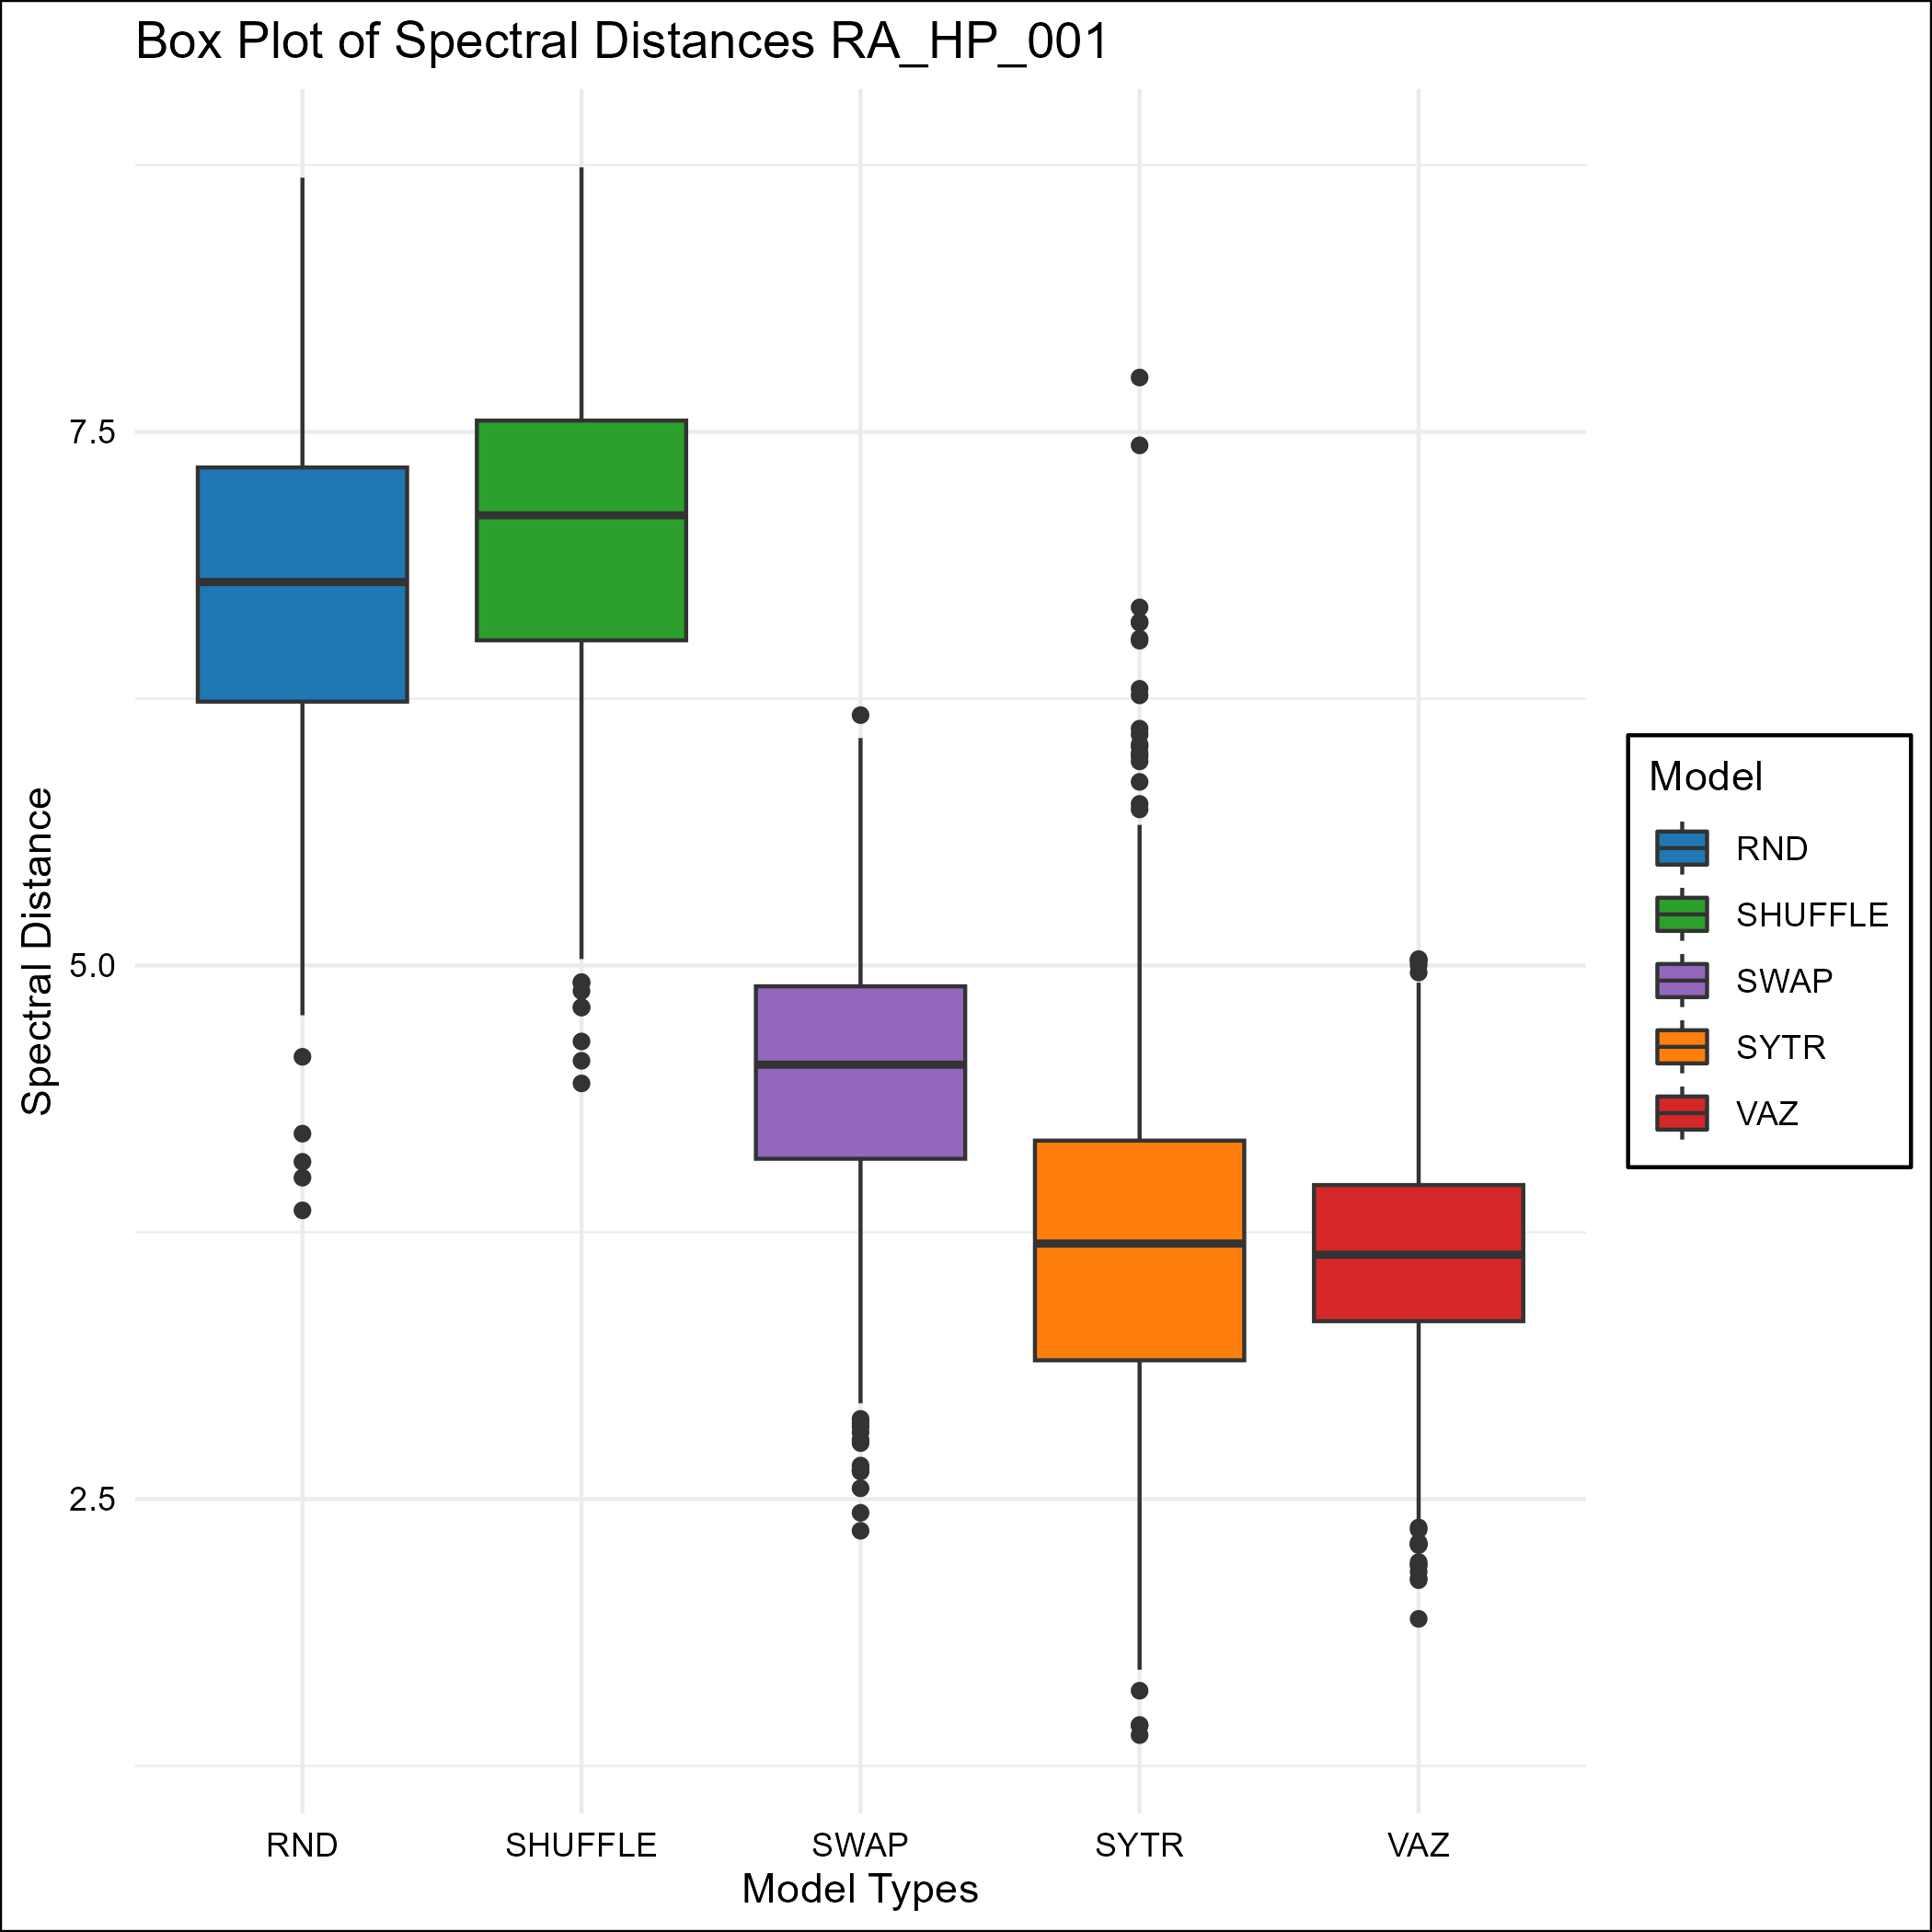 Box Plot of Spectral Distances RA_HP_001
Spectral Distance
7.5
5.0
2.5
RND SHUFFLE SWAP SYTR VAZ
Model Types
Model
RND
SHUFFLE
SWAP
SYTR
VAZ